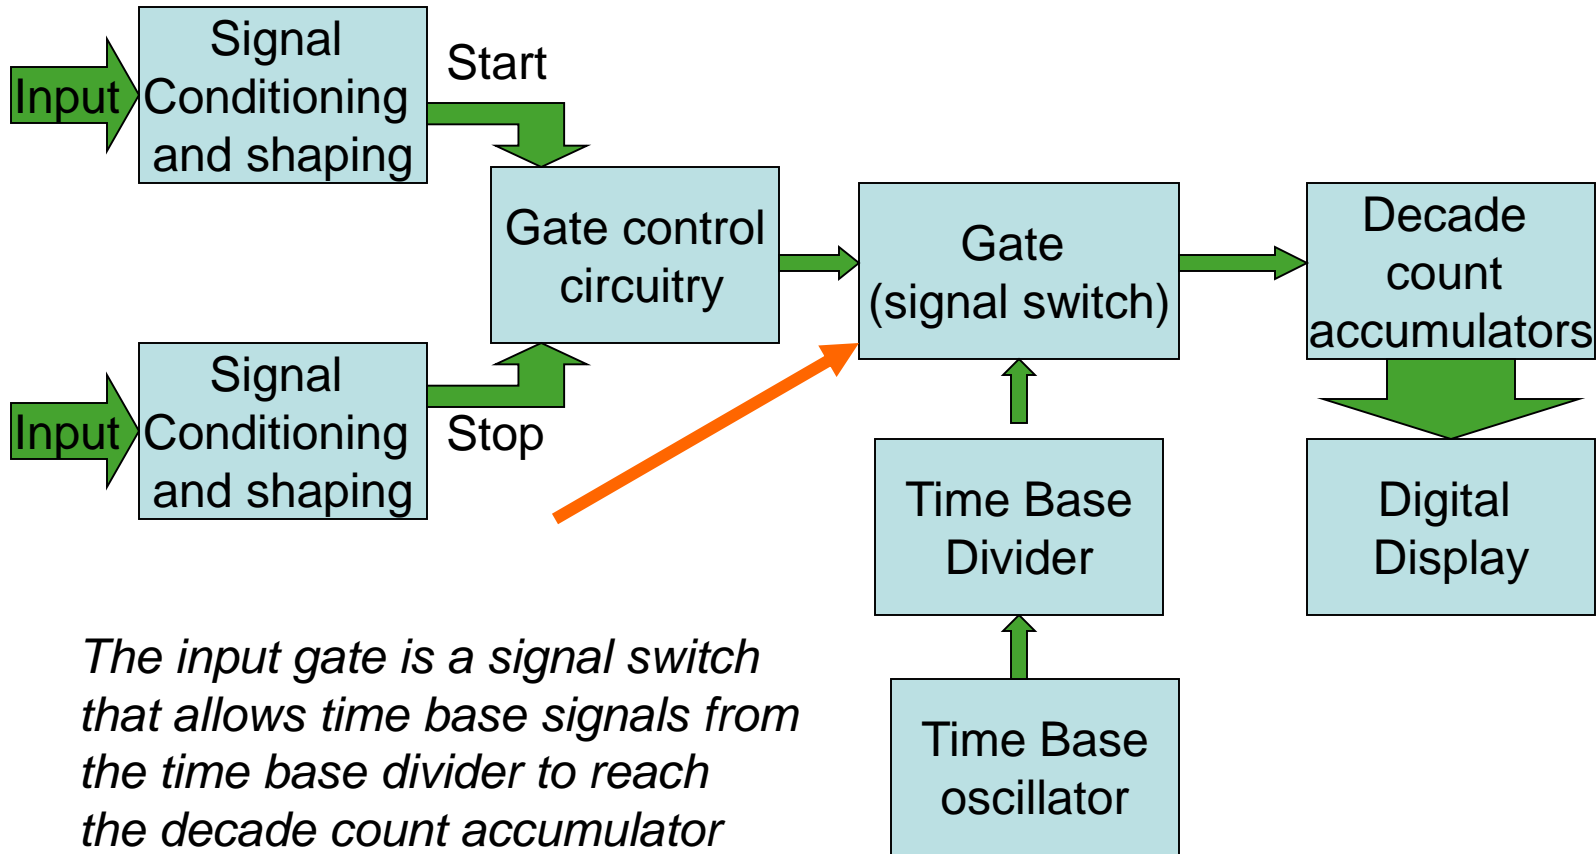 Input
Signal
Conditioning
and shaping
Start
Gate control
circuitry
Gate
(signal switch)
Decade
count
accumulators
Input
Signal
Conditioning
and shaping
Stop
Time Base
Divider
Digital
Display
Time Base
oscillator
The input gate is a signal switch
that allows time base signals from
the time base divider to reach
the decade count accumulator